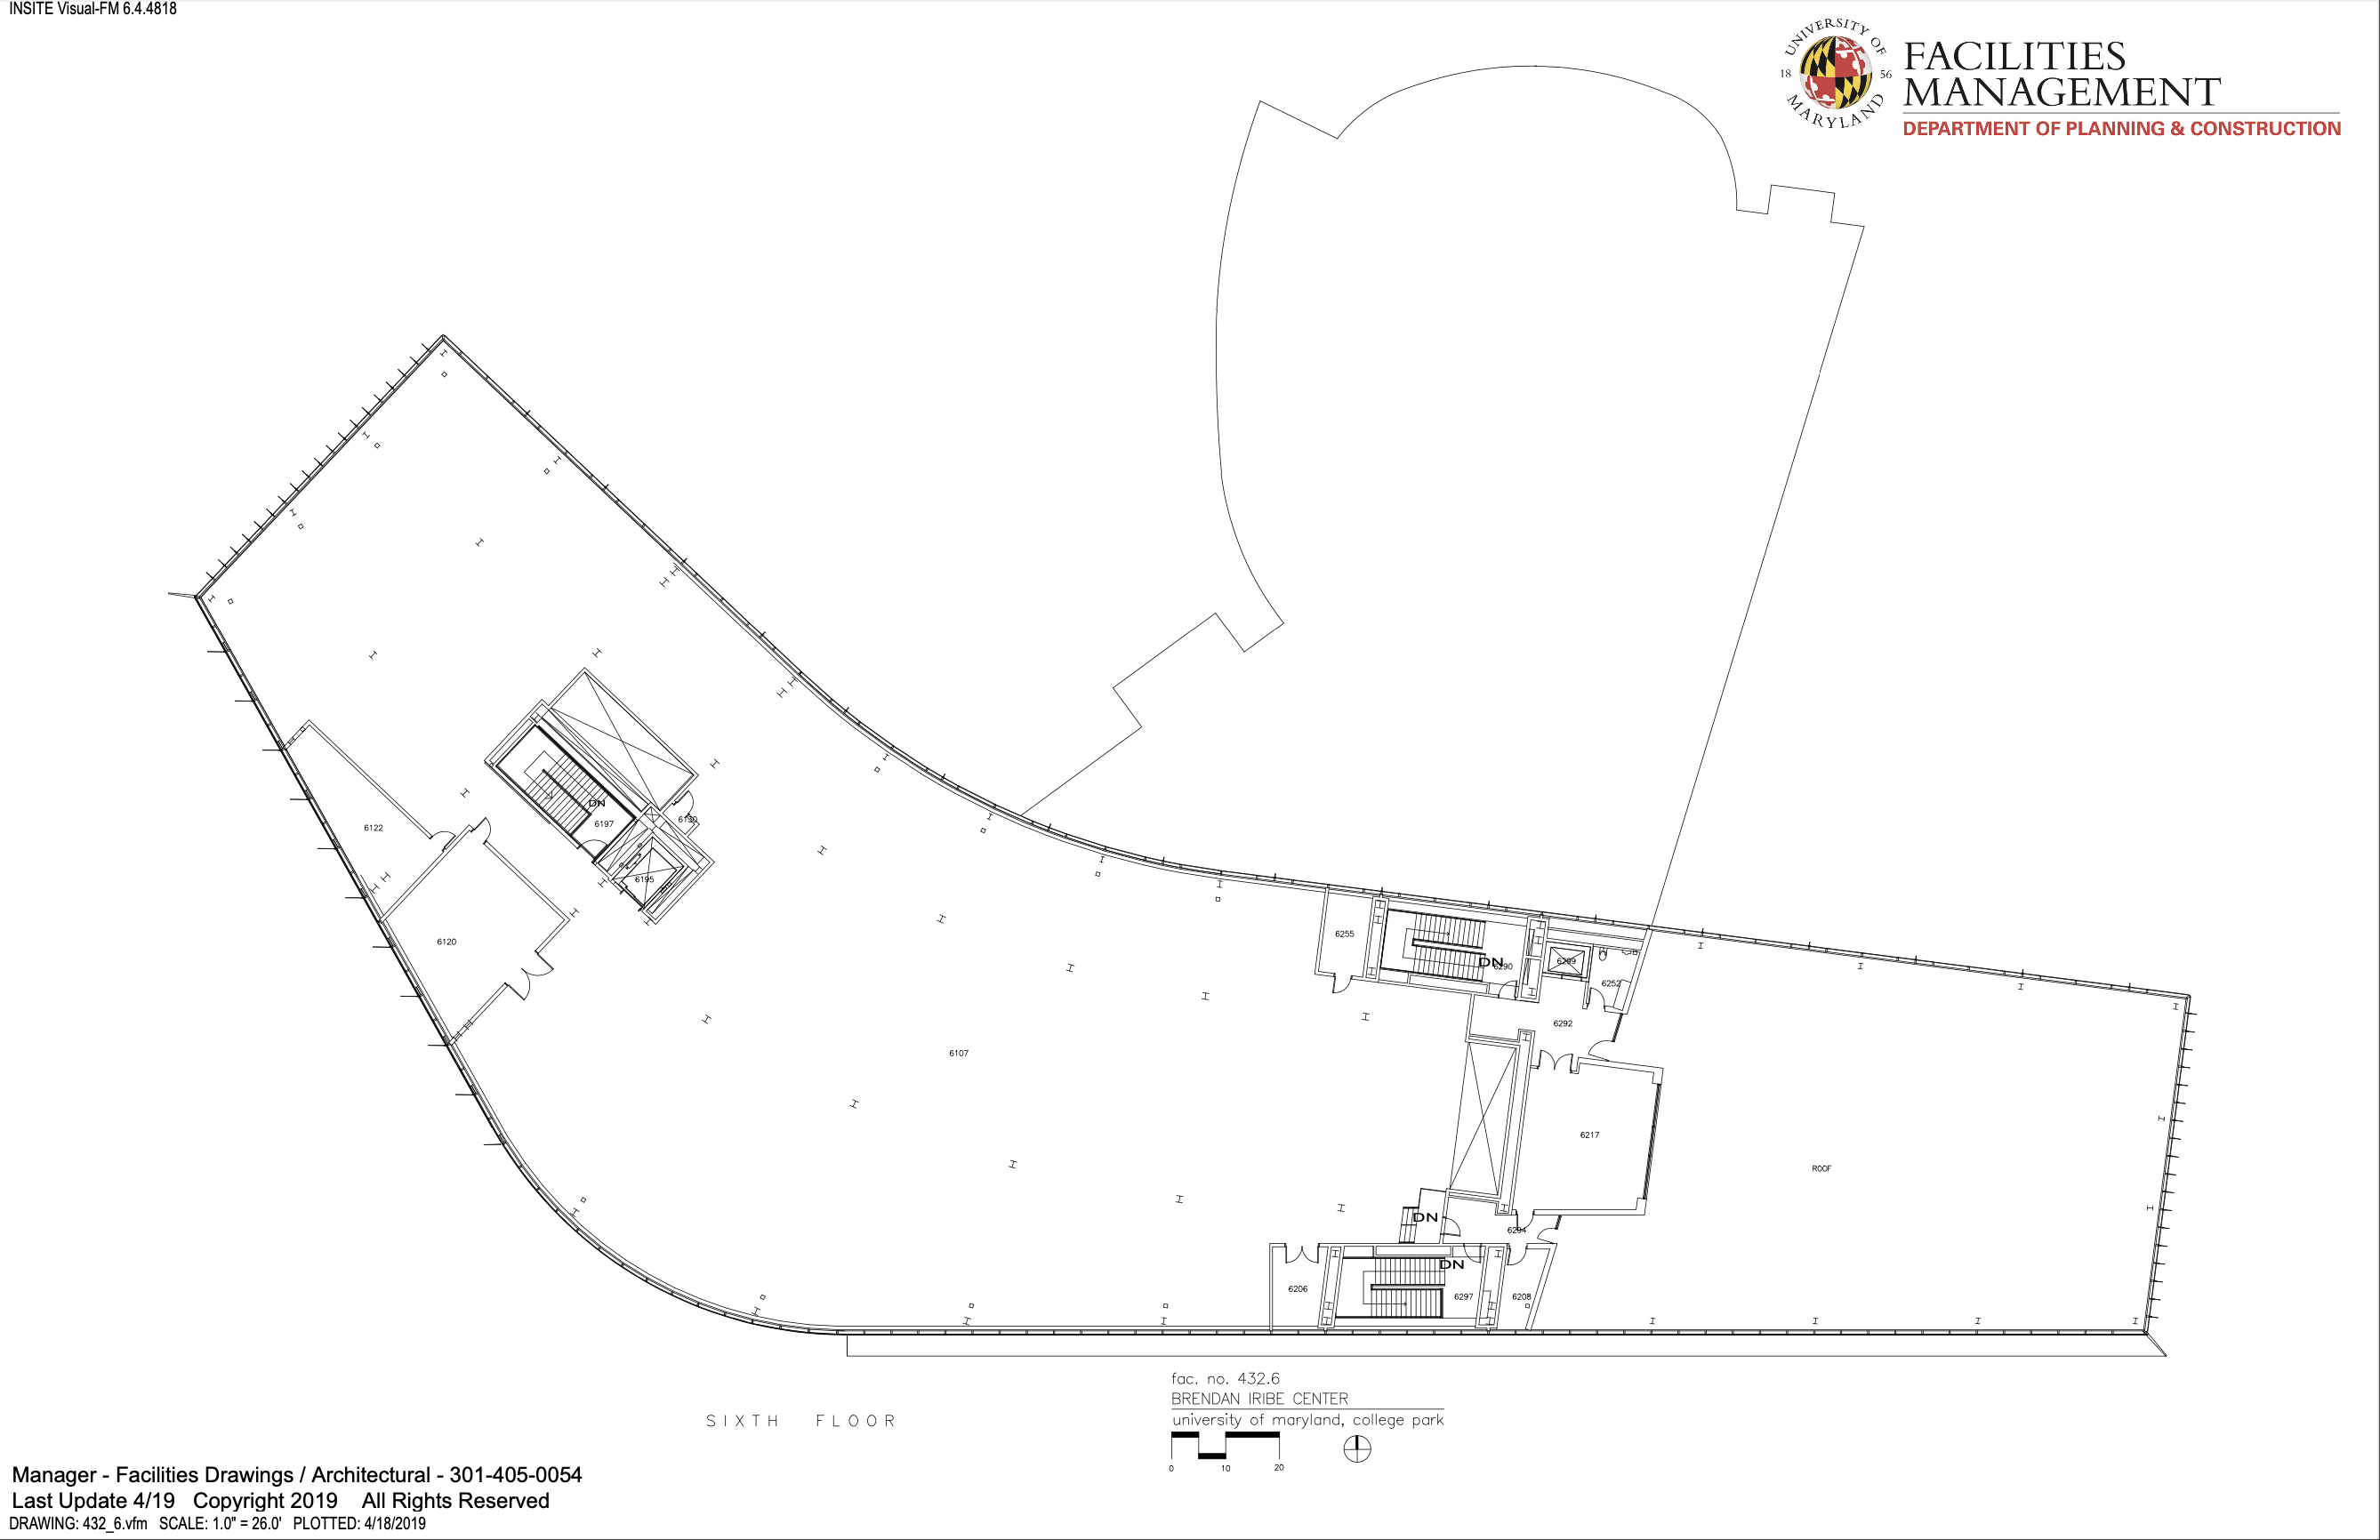 INSITE Visual-FM 6.4.4818
UNIVERSITY OF
18 56
MARYLAND
FACILITIES
MANAGEMENT
DEPARTMENT OF PLANNING & CONSTRUCTION
6122
DN
6197
6130
6195
6120
6255
DN
6290
6299
6252
6292
6107
6217
ROOF
DN
6294
DN
6206
6297
6208
fac. no. 432.6
BRENDAN IRIBE CENTER
university of maryland, college park
0 10 20
SIXTH FLOOR
Manager - Facilities Drawings / Architectural - 301-405-0054
Last Update 4/19 Copyright 2019 All Rights Reserved
DRAWING: 432_6.vfm SCALE: 1.0" = 26.0' PLOTTED: 4/18/2019